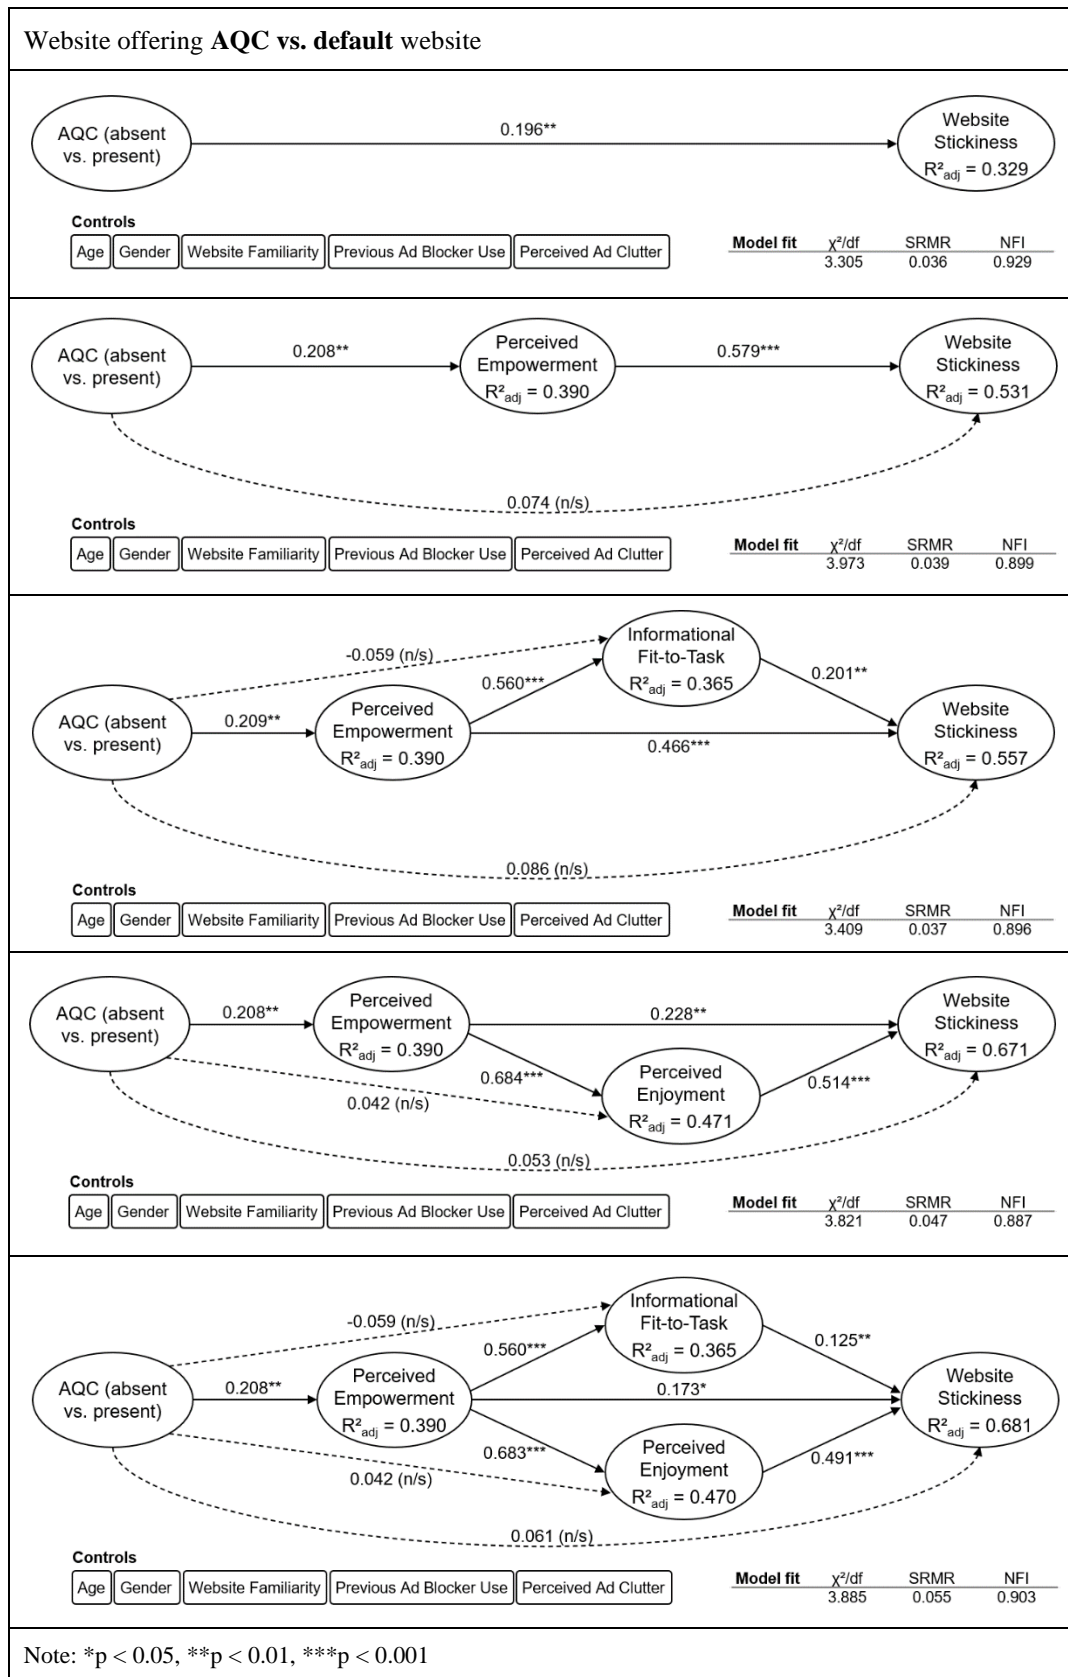 Website offering AQC vs. default website
AQC (absent
vs. present)
0.196**
Website
Stickiness
R²adj = 0.329
Controls
Age Gender Website Familiarity Previous Ad Blocker Use Perceived Ad Clutter
Model fit χ²/df SRMR NFI
3.305 0.036 0.929
AQC (absent
vs. present)
0.208**
Perceived
Empowerment
R²adj = 0.390
0.579***
Website
Stickiness
R²adj = 0.531
0.074 (n/s)
Controls
Age Gender Website Familiarity Previous Ad Blocker Use Perceived Ad Clutter
Model fit χ²/df SRMR NFI
3.973 0.039 0.899
Informational
Fit-to-Task
R²adj = 0.365
-0.059 (n/s)
0.560***
0.201**
AQC (absent
vs. present)
0.209**
Perceived
Empowerment
R²adj = 0.390
0.466***
Website
Stickiness
R²adj = 0.557
0.086 (n/s)
Controls
Age Gender Website Familiarity Previous Ad Blocker Use Perceived Ad Clutter
Model fit χ²/df SRMR NFI
3.409 0.037 0.896
AQC (absent
vs. present)
0.208**
Perceived
Empowerment
R²adj = 0.390
0.228**
Website
Stickiness
R²adj = 0.671
0.684***
0.042 (n/s)
Perceived
Enjoyment
R²adj = 0.471
0.514***
0.053 (n/s)
Controls
Age Gender Website Familiarity Previous Ad Blocker Use Perceived Ad Clutter
Model fit χ²/df SRMR NFI
3.821 0.047 0.887
Informational
Fit-to-Task
R²adj = 0.365
-0.059 (n/s)
0.560***
0.125**
AQC (absent
vs. present)
0.208**
Perceived
Empowerment
R²adj = 0.390
0.173*
Website
Stickiness
R²adj = 0.681
0.683***
0.042 (n/s)
Perceived
Enjoyment
R²adj = 0.470
0.491***
0.061 (n/s)
Controls
Age Gender Website Familiarity Previous Ad Blocker Use Perceived Ad Clutter
Model fit χ²/df SRMR NFI
3.885 0.055 0.903
Note: *p < 0.05, **p < 0.01, ***p < 0.001